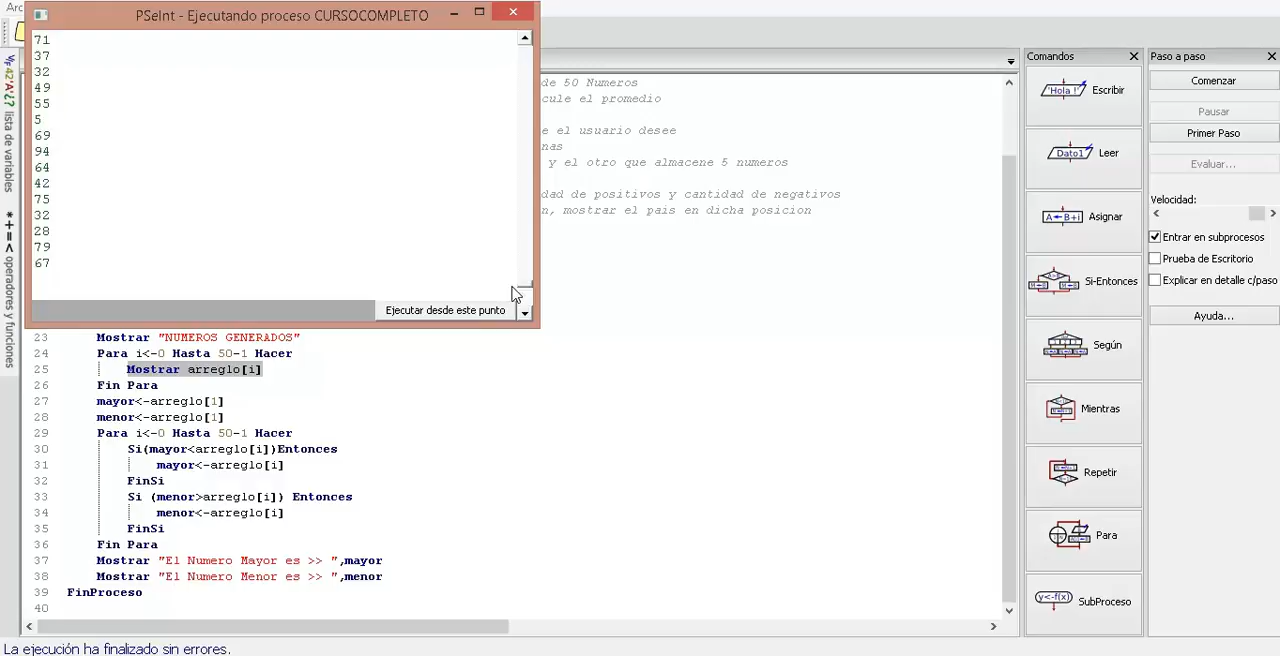 Arc
PSeInt - Ejecutando proceso CURSOCOMPLETO
71
37
32
49
55
5
69
94
64
42
75
32
28
79
67
Ejecutar desde este punto
lista de variables
operadores y funciones
de 50 Numeros
cule el promedio
e el usuario desee
nas
y el otro que almacene 5 numeros
dad de positivos y cantidad de negativos
n, mostrar el pais en dicha posicion
23 Mostrar "NUMEROS GENERADOS"
24 Para i<-0 Hasta 50-1 Hacer
25 Mostrar arreglo[i]
26 Fin Para
27 mayor<-arreglo[1]
28 menor<-arreglo[1]
29 Para i<-0 Hasta 50-1 Hacer
30 Si(mayor<arreglo[i])Entonces
31 mayor<-arreglo[i]
32 FinSi
33 Si (menor>arreglo[i]) Entonces
34 menor<-arreglo[i]
35 FinSi
36 Fin Para
37 Mostrar "El Numero Mayor es >> ",mayor
38 Mostrar "El Numero Menor es >> ",menor
39 FinProceso
40
Comandos
'Hola !' Escribir
Dato1 Leer
A←B+i Asignar
Si-Entonces
Según
Mientras
Repetir
Para
y<-f(x) SubProceso
Paso a paso
Comenzar
Pausar
Primer Paso
Evaluar...
Velocidad:
Entrar en subprocesos
Prueba de Escritorio
Explicar en detalle c/paso
Ayuda...
La ejecución ha finalizado sin errores.